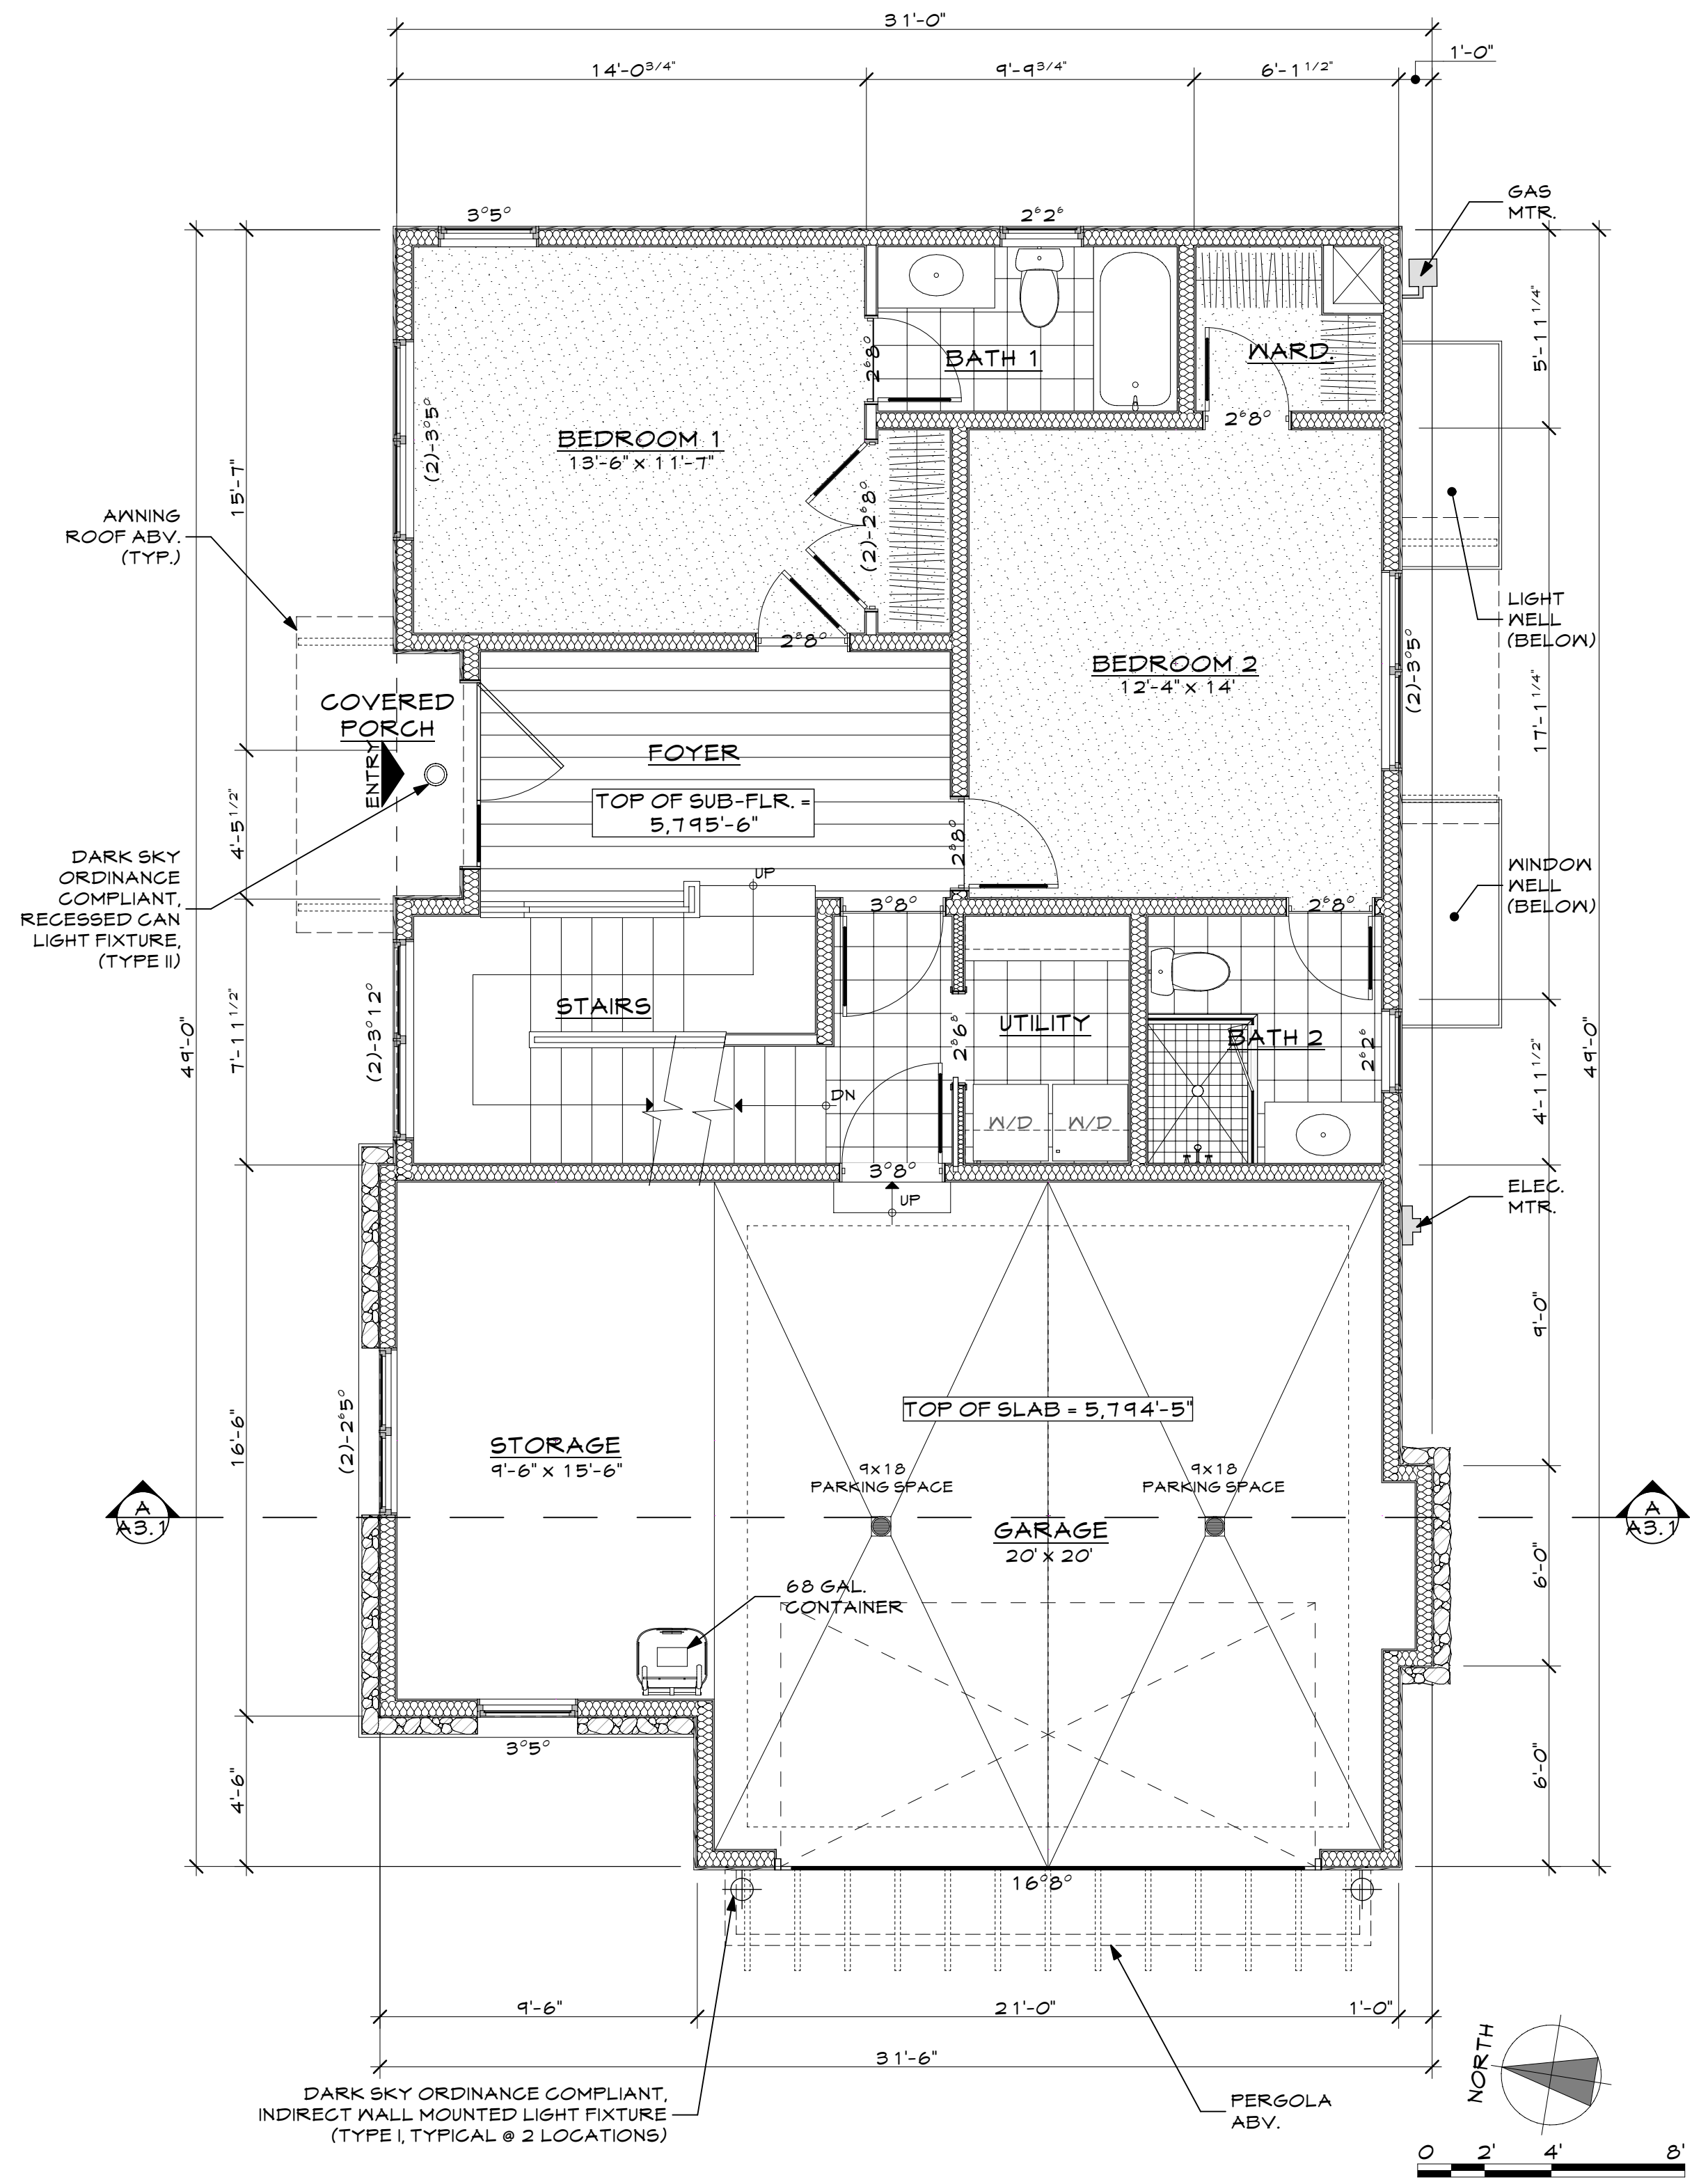 31'-0"
1'-0"
14'-0 3/4"
9'-9 3/4"
6'-1 1/2"
GAS
MTR.
3⁰5⁰
2⁶2⁶
5'-11 1/4"
2⁸8⁰
BATH 1
WARD.
2⁶8⁰
(2)-3⁰5⁰
BEDROOM 1
13'-6" x 11'-7"
15'-7"
(2)-2⁶8⁰
AWNING
ROOF ABV.
(TYP.)
LIGHT
WELL
(BELOW)
2⁸8⁰
BEDROOM 2
12'-4" x 14'
(2)-3⁰5⁰
17'-1 1/4"
COVERED
PORCH
ENTRY
FOYER
TOP OF SUB-FLR. =
5,795'-6"
4'-5 1/2"
2⁸8⁰
DARK SKY
ORDINANCE
COMPLIANT,
RECESSED CAN
LIGHT FIXTURE,
(TYPE II)
WINDOW
WELL
(BELOW)
UP
3⁰8⁰
2⁶8⁰
49'-0"
7'-11 1/2"
(2)-3⁰12⁰
STAIRS
2⁶6⁸
UTILITY
BATH 2
2⁶2⁶
4'-11 1/2"
49'-0"
DN
W/D
W/D
3⁰8⁰
UP
ELEC.
MTR.
9'-0"
TOP OF SLAB = 5,794'-5"
16'-6"
(2)-2⁶5⁰
STORAGE
9'-6" x 15'-6"
9x18
PARKING SPACE
9x18
PARKING SPACE
A
A3.1
A
A3.1
GARAGE
20' x 20'
6'-0"
68 GAL.
CONTAINER
3⁰5⁰
4'-6"
6'-0"
16⁰8⁰
9'-6"
21'-0"
1'-0"
31'-6"
NORTH
DARK SKY ORDINANCE COMPLIANT,
INDIRECT WALL MOUNTED LIGHT FIXTURE
(TYPE I, TYPICAL @ 2 LOCATIONS)
PERGOLA
ABV.
0 2' 4' 8'